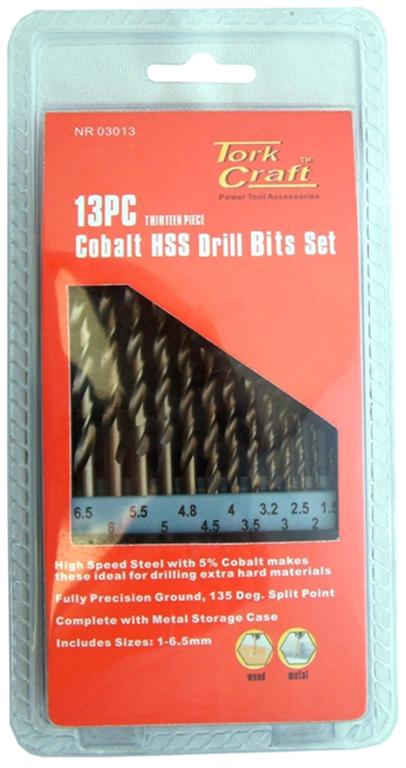 NR 03013
Tork
Craft™
Power Tool Accessories
13PC THIRTEEN PIECE
Cobalt HSS Drill Bits Set
6.5 5.5 4.8 4 3.2 2.5 1.5
6 5 4.5 3.5 3 2
High Speed Steel with 5% Cobalt makes
these ideal for drilling extra hard materials
Fully Precision Ground, 135 Deg. Split Point
Complete with Metal Storage Case
Includes Sizes: 1-6.5mm
wood metal